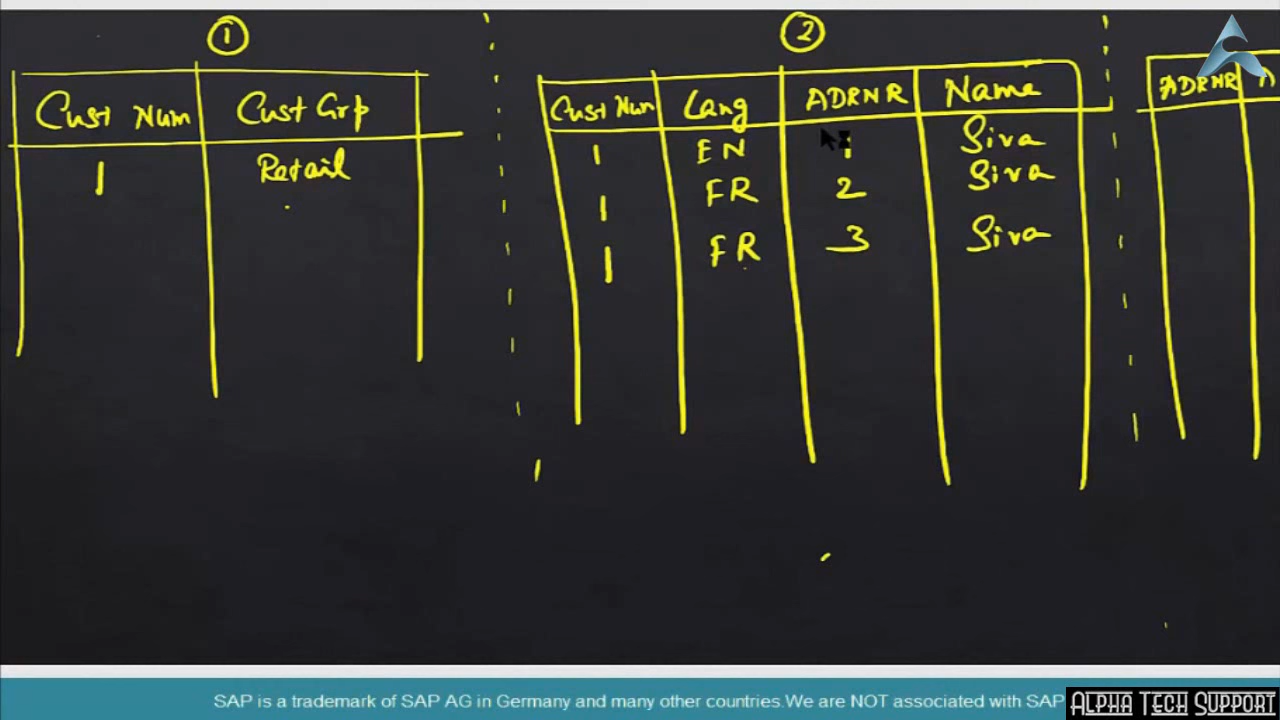 1
2
Cust Num Cust Grp
Cust Num Lang ADRNR Name
ADRNR
1 Retail
1 EN 1 Siva
1 FR 2 Siva
1 FR 3 Siva
SAP is a trademark of SAP AG in Germany and many other countries.We are NOT associated with SAP
ALPHA TECH SUPPORT